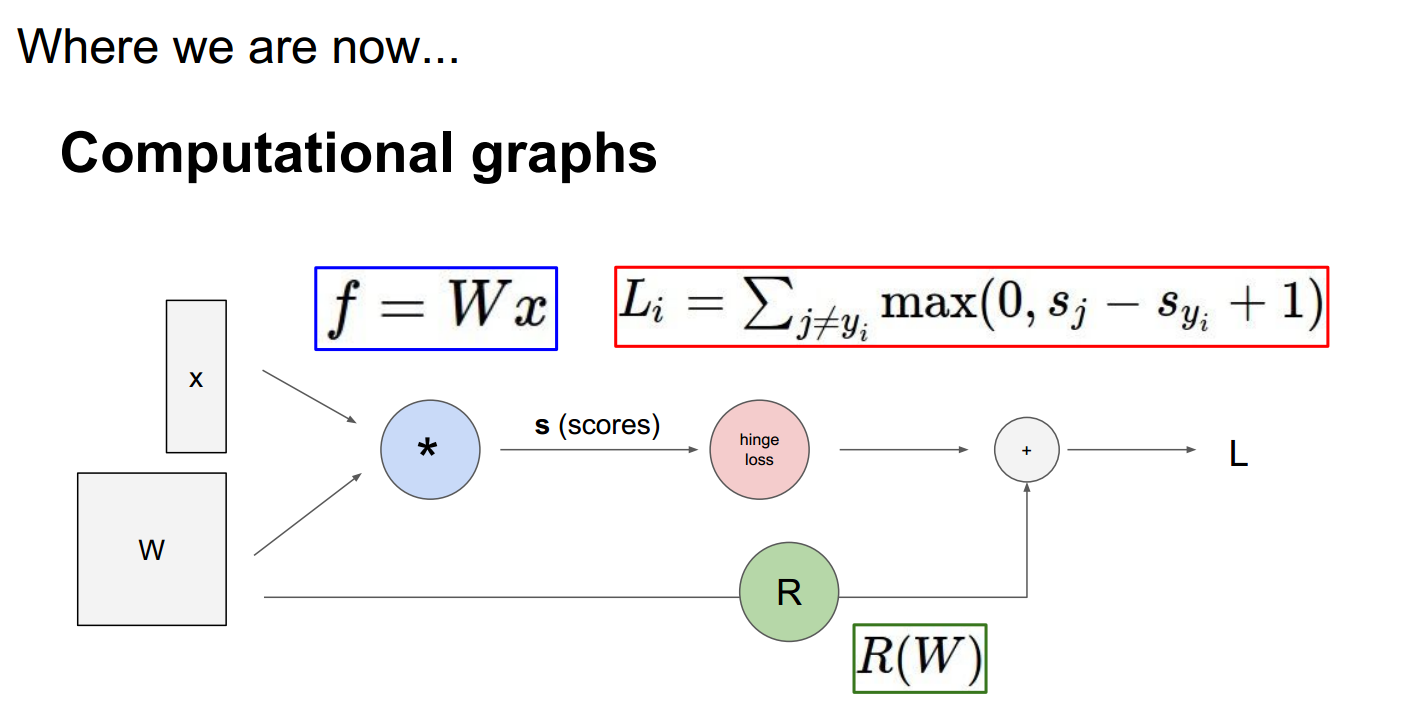 Where we are now...
Computational graphs
f = Wx
L_i = \sum_{j \neq y_i} \max(0, s_j - s_{y_i} + 1)
x
s (scores)
*
hinge
loss
+
L
W
R
R(W)